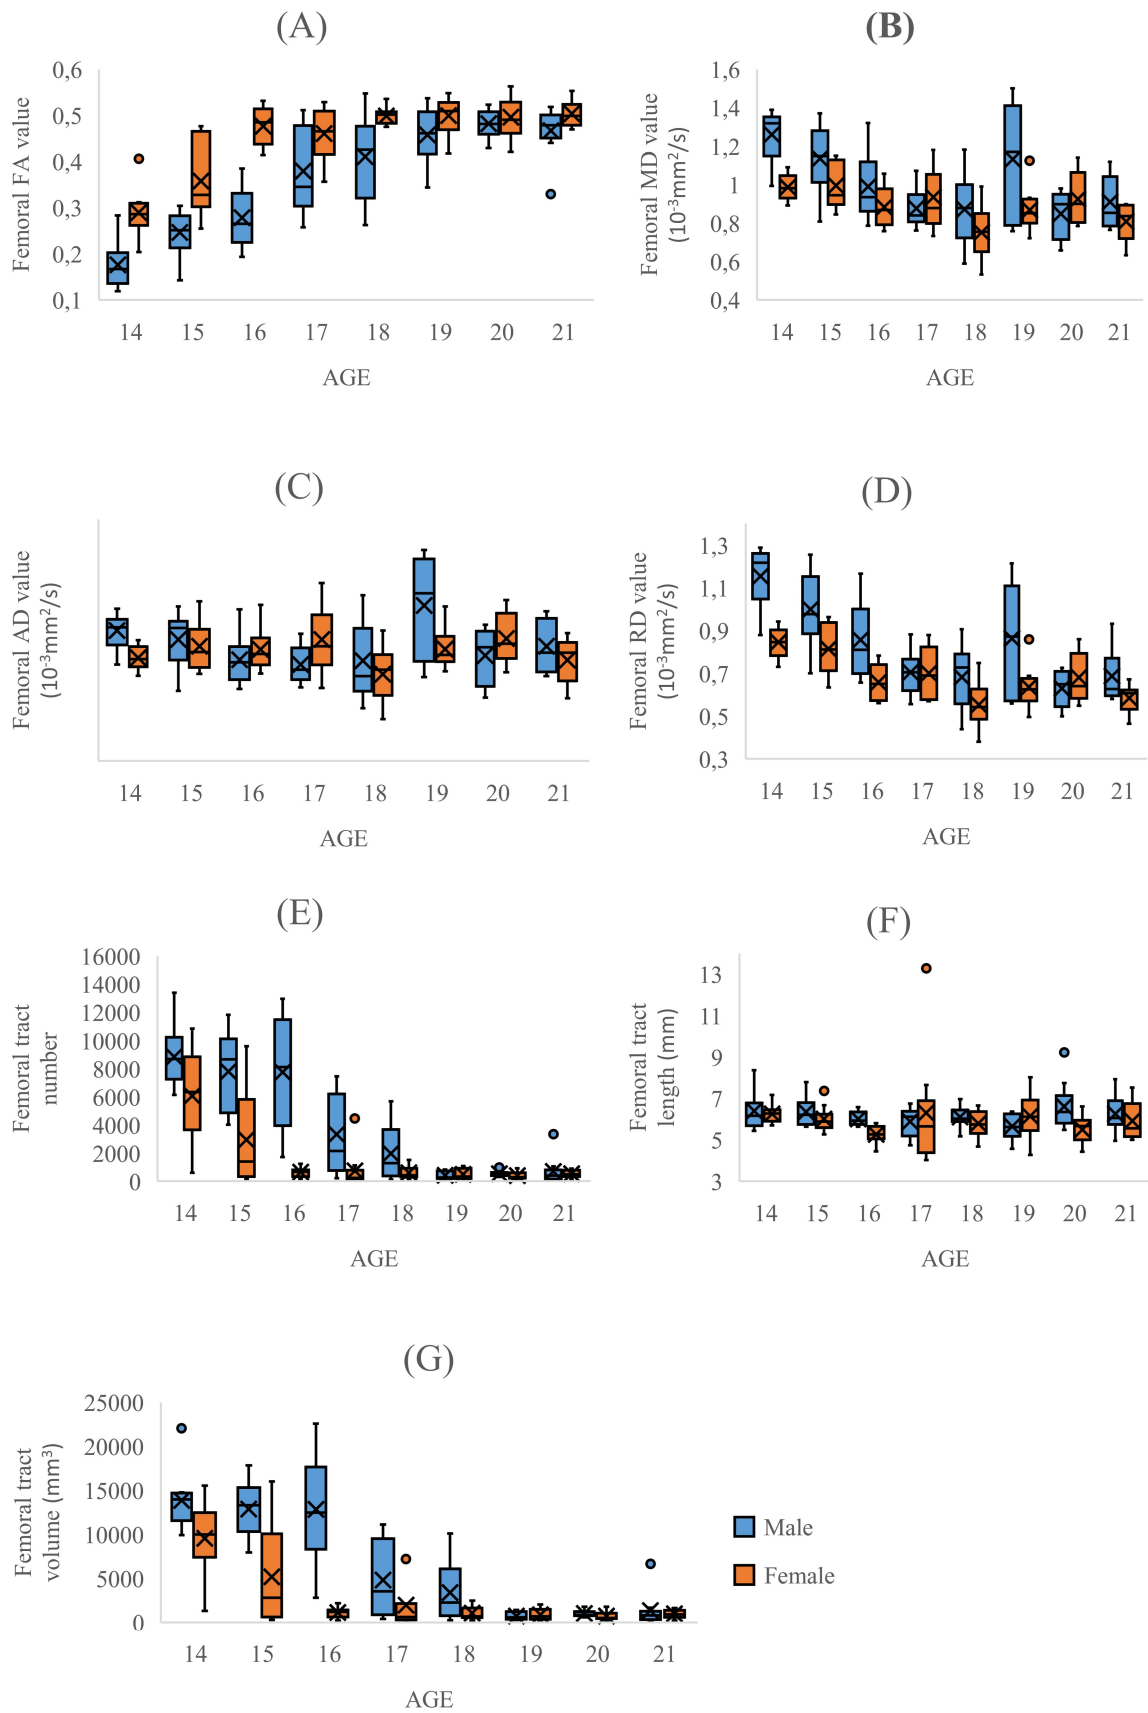 (A)
Femoral FA value
0,6
0,5
0,4
0,3
0,2
0,1
14 15 16 17 18 19 20 21
AGE
(B)
Femoral MD value
(10⁻³mm²/s)
1,6
1,4
1,2
1
0,8
0,6
0,4
14 15 16 17 18 19 20 21
AGE
(C)
Femoral AD value
(10⁻³mm²/s)
14 15 16 17 18 19 20 21
AGE
(D)
Femoral RD value
(10⁻³mm²/s)
1,3
1,1
0,9
0,7
0,5
0,3
14 15 16 17 18 19 20 21
AGE
(E)
Femoral tract
number
16000
14000
12000
10000
8000
6000
4000
2000
0
14 15 16 17 18 19 20 21
AGE
(F)
Femoral tract
length (mm)
13
11
9
7
5
3
14 15 16 17 18 19 20 21
AGE
(G)
Femoral tract
volume (mm³)
25000
20000
15000
10000
5000
0
14 15 16 17 18 19 20 21
AGE
Male
Female